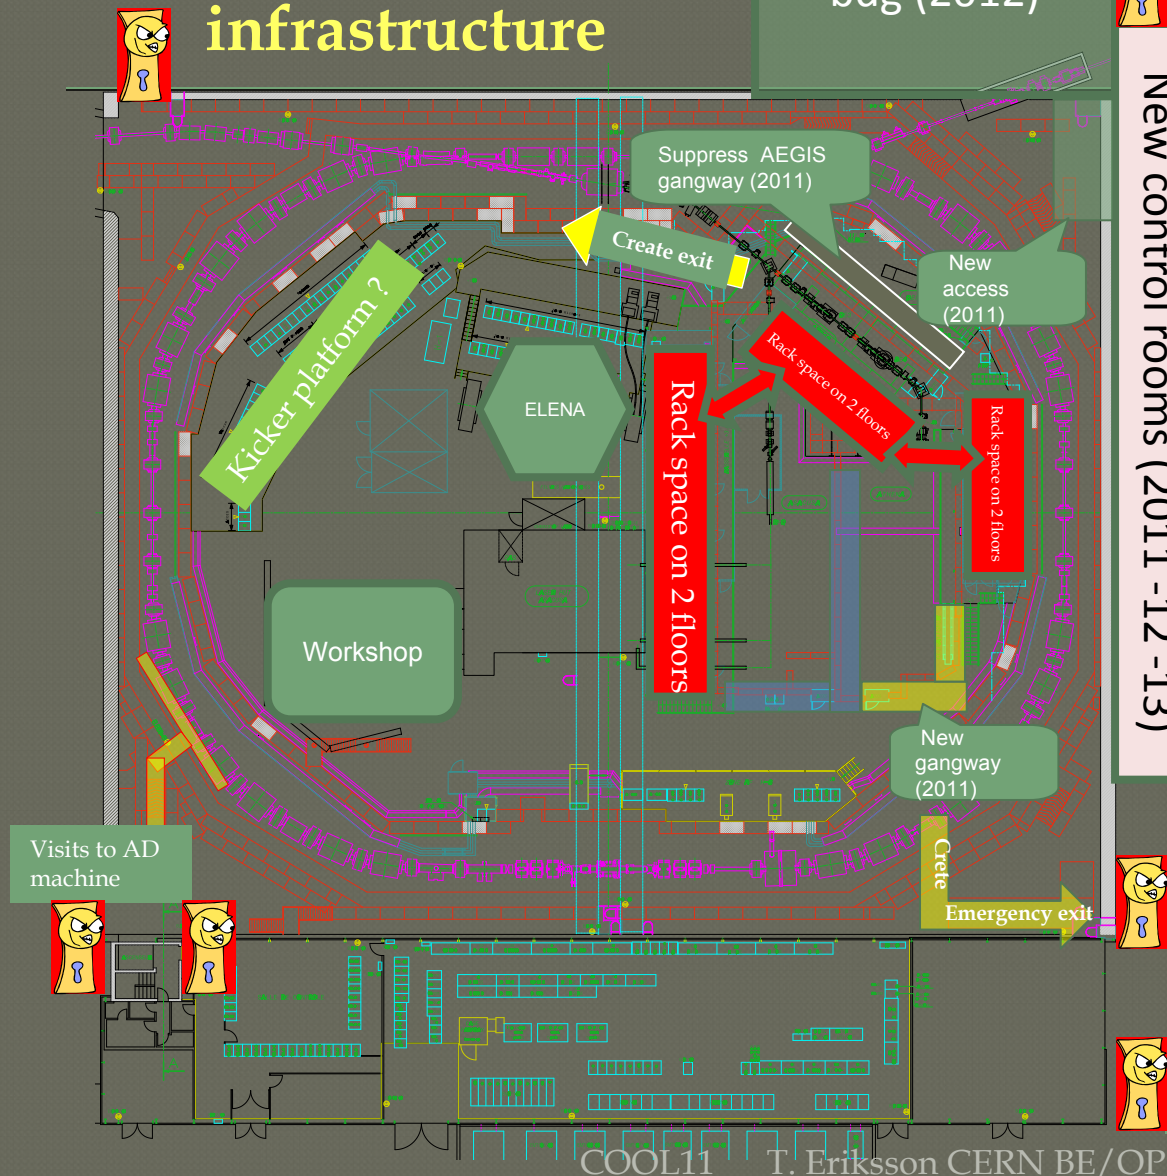 infrastructure
bug (2012)
New control rooms (2011 -12 -13)
Suppress AEGIS
gangway (2011)
Create exit
New
access
(2011)
Kicker platform ?
Rack space on 2 floors
ELENA
Rack space on 2 floors
Rack space on 2 floors
Workshop
New
gangway
(2011)
Visits to AD
machine
Crete
Emergency exit
COOL11 T. Eriksson CERN BE/OP